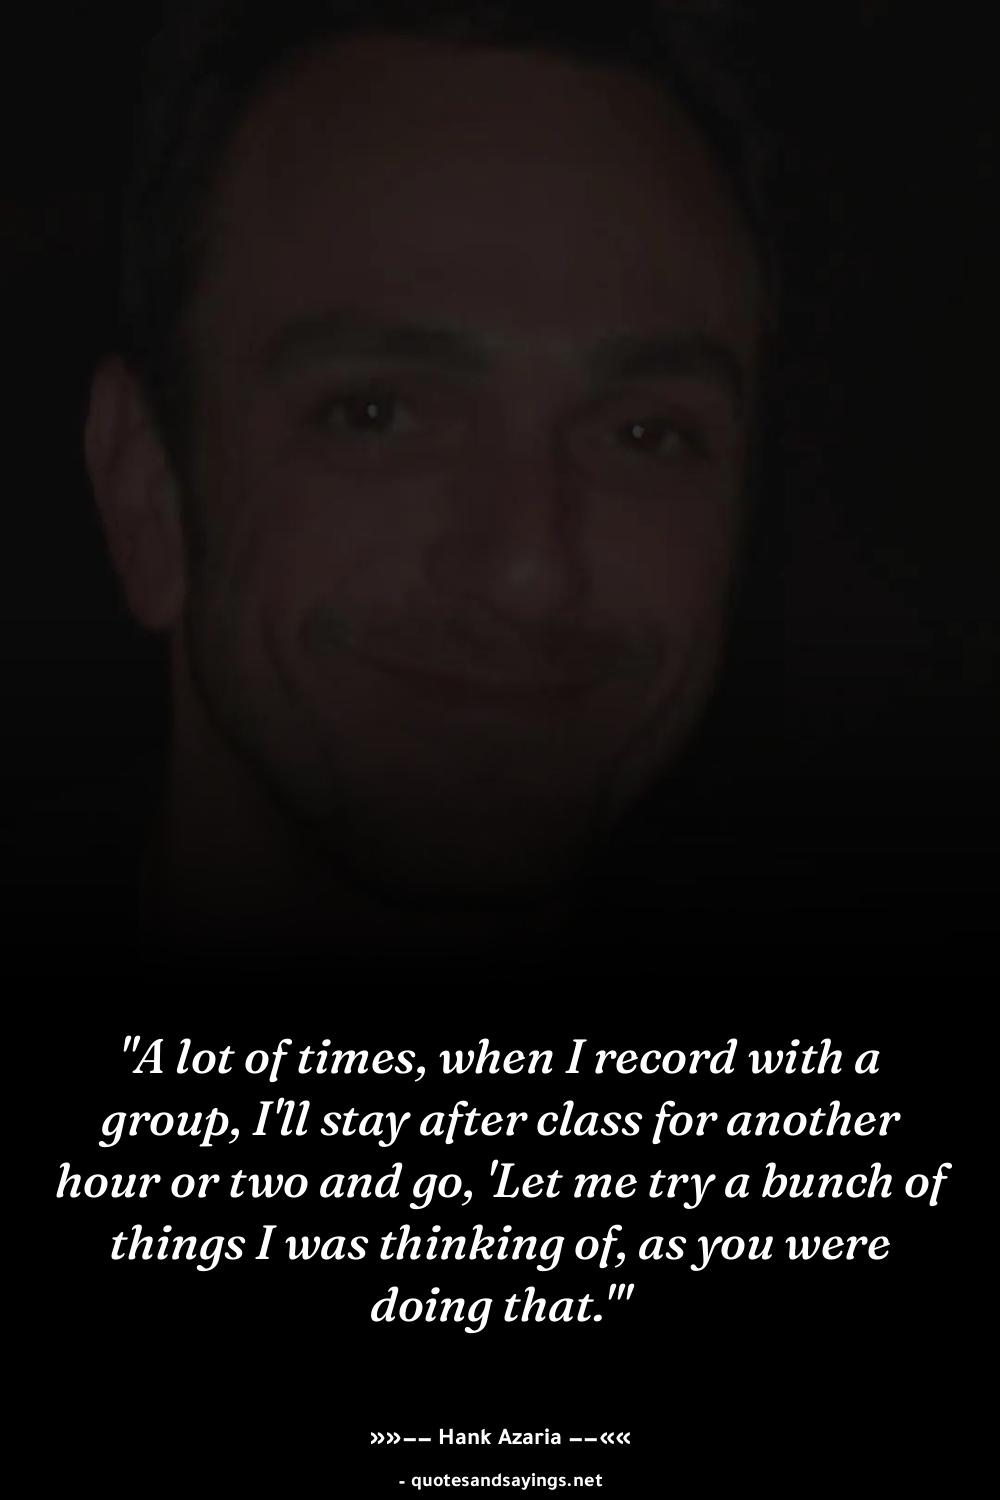 "A lot of times, when I record with a
group, I'll stay after class for another
hour or two and go, 'Let me try a bunch of
things I was thinking of, as you were
doing that.'"
»»–– Hank Azaria ––««
- quotesandsayings.net